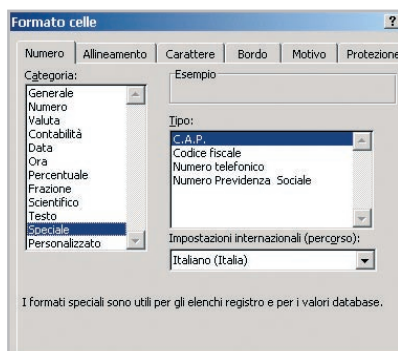 Formato celle
Numero Allineamento Carattere Bordo Motivo Protezione
Categoria:
Generale
Numero
Valuta
Contabilità
Data
Ora
Percentuale
Frazione
Scientifico
Testo
Speciale
Personalizzato
Esempio
Tipo:
C.A.P.
Codice fiscale
Numero telefonico
Numero Previdenza Sociale
Impostazioni internazionali (percorso):
Italiano (Italia)
I formati speciali sono utili per gli elenchi registro e per i valori database.